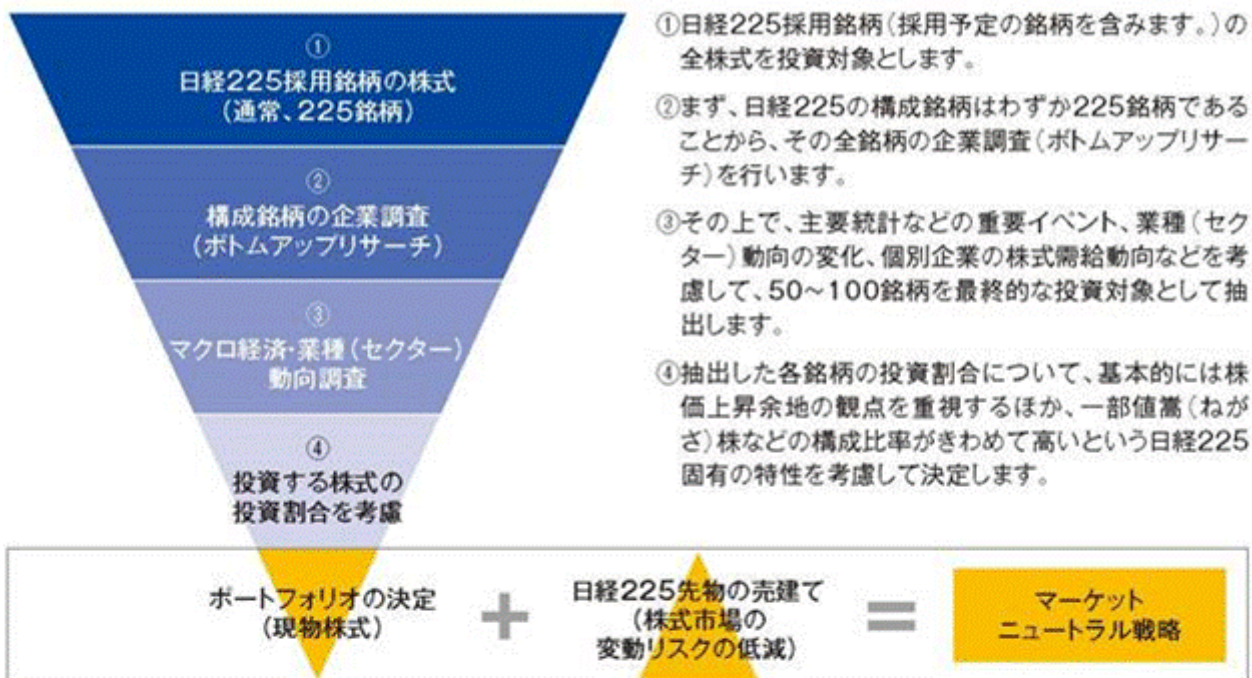 ①
日経225採用銘柄の株式
(通常、225銘柄)
②
構成銘柄の企業調査
(ボトムアップリサーチ)
③
マクロ経済・業種(セクター)
動向調査
④
投資する株式の
投資割合を考慮
①日経225採用銘柄(採用予定の銘柄を含みます。)の
全株式を投資対象とします。
②まず、日経225の構成銘柄はわずか225銘柄である
ことから、その全銘柄の企業調査(ボトムアップリサー
チ)を行います。
③その上で、主要統計などの重要イベント、業種(セク
ター)動向の変化、個別企業の株式需給動向などを考
慮して、50～100銘柄を最終的な投資対象として抽
出します。
④抽出した各銘柄の投資割合について、基本的には株
価上昇余地の観点を重視するほか、一部値嵩(ねが
さ)株などの構成比率がきわめて高いという日経225
固有の特性を考慮して決定します。
ポートフォリオの決定
(現物株式)
+
日経225先物の売建て
(株式市場の
変動リスクの低減)
=
マーケット
ニュートラル戦略